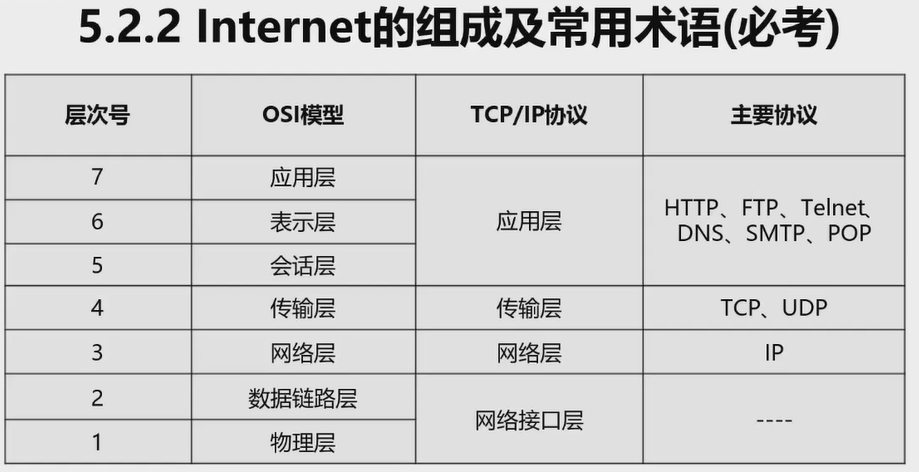 5.2.2 Internet的组成及常用术语(必考)
层次号 OSI模型 TCP/IP协议 主要协议
7 应用层 应用层 HTTP、FTP、Telnet、
DNS、SMTP、POP
6 表示层
5 会话层
4 传输层 传输层 TCP、UDP
3 网络层 网络层 IP
2 数据链路层 网络接口层 ----
1 物理层